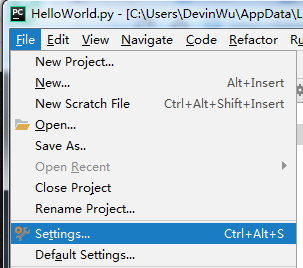 PC HelloWorld.py - [C:\Users\DevinWu\AppData\L
File Edit View Navigate Code Refactor Ru
New Project...
New... Alt+Insert
New Scratch File Ctrl+Alt+Shift+Insert
Open...
Save As..
Open Recent
Close Project
Rename Project...
Settings... Ctrl+Alt+S
Default Settings...